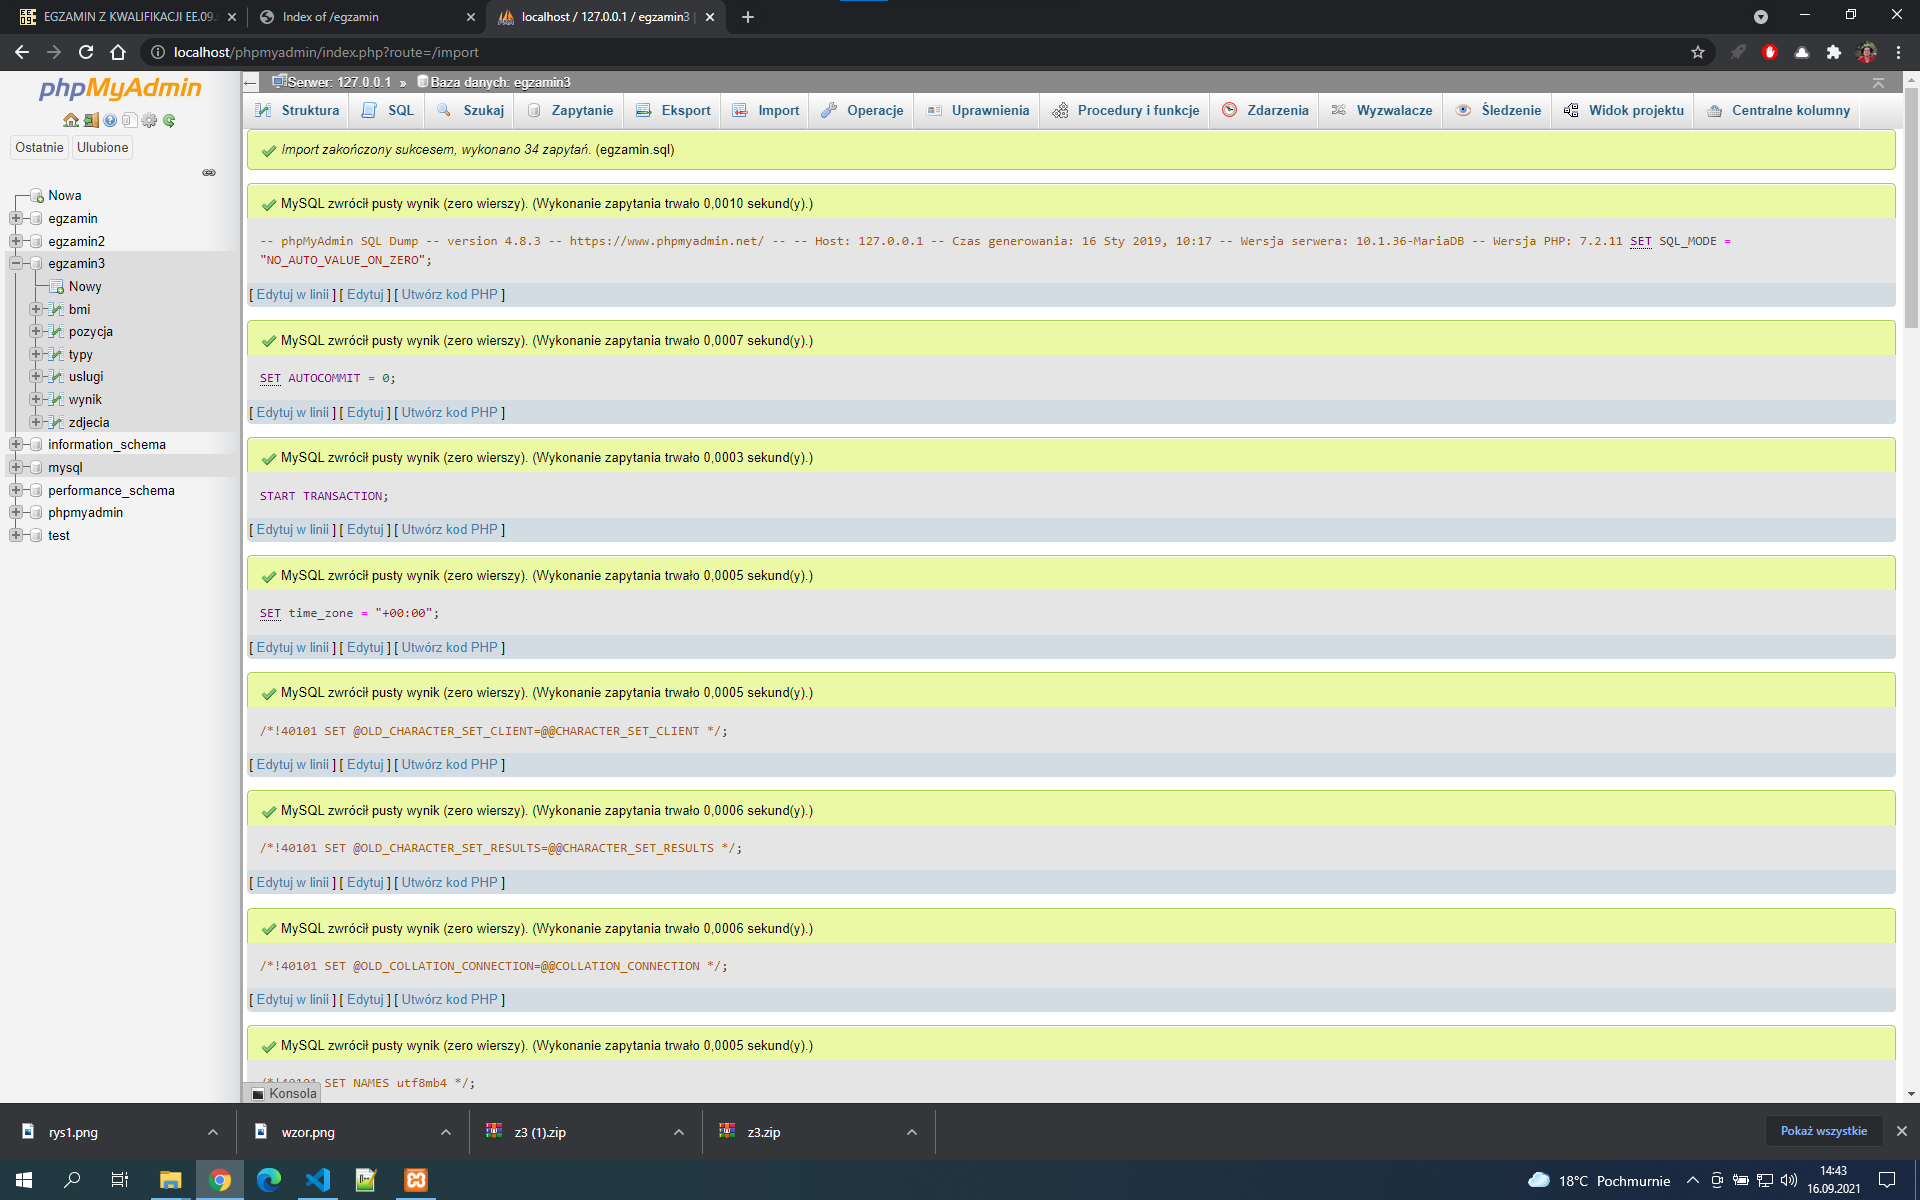 EGZAMIN Z KWALIFIKACJI EE.09.
Index of /egzamin
localhost / 127.0.0.1 / egzamin3 |
localhost/phpmyadmin/index.php?route=/import
phpMyAdmin
Ostatnie
Ulubione
Nowa
egzamin
egzamin2
egzamin3
Nowy
bmi
pozycja
typy
uslugi
wynik
zdjecia
information_schema
mysql
performance_schema
phpmyadmin
test
Serwer: 127.0.0.1 » Baza danych: egzamin3
Struktura SQL Szukaj Zapytanie Eksport Import Operacje Uprawnienia Procedury i funkcje Zdarzenia Wyzwalacze Śledzenie Widok projektu Centralne kolumny
Import zakończony sukcesem, wykonano 34 zapytań. (egzamin.sql)
MySQL zwrócił pusty wynik (zero wierszy). (Wykonanie zapytania trwało 0,0010 sekund(y).)
-- phpMyAdmin SQL Dump -- version 4.8.3 -- https://www.phpmyadmin.net/ -- -- Host: 127.0.0.1 -- Czas generowania: 16 Sty 2019, 10:17 -- Wersja serwera: 10.1.36-MariaDB -- Wersja PHP: 7.2.11 SET SQL_MODE =
"NO_AUTO_VALUE_ON_ZERO";
[ Edytuj w linii ] [ Edytuj ] [ Utwórz kod PHP ]
MySQL zwrócił pusty wynik (zero wierszy). (Wykonanie zapytania trwało 0,0007 sekund(y).)
SET AUTOCOMMIT = 0;
[ Edytuj w linii ] [ Edytuj ] [ Utwórz kod PHP ]
MySQL zwrócił pusty wynik (zero wierszy). (Wykonanie zapytania trwało 0,0003 sekund(y).)
START TRANSACTION;
[ Edytuj w linii ] [ Edytuj ] [ Utwórz kod PHP ]
MySQL zwrócił pusty wynik (zero wierszy). (Wykonanie zapytania trwało 0,0005 sekund(y).)
SET time_zone = "+00:00";
[ Edytuj w linii ] [ Edytuj ] [ Utwórz kod PHP ]
MySQL zwrócił pusty wynik (zero wierszy). (Wykonanie zapytania trwało 0,0005 sekund(y).)
/*!40101 SET @OLD_CHARACTER_SET_CLIENT=@@CHARACTER_SET_CLIENT */;
[ Edytuj w linii ] [ Edytuj ] [ Utwórz kod PHP ]
MySQL zwrócił pusty wynik (zero wierszy). (Wykonanie zapytania trwało 0,0006 sekund(y).)
/*!40101 SET @OLD_CHARACTER_SET_RESULTS=@@CHARACTER_SET_RESULTS */;
[ Edytuj w linii ] [ Edytuj ] [ Utwórz kod PHP ]
MySQL zwrócił pusty wynik (zero wierszy). (Wykonanie zapytania trwało 0,0006 sekund(y).)
/*!40101 SET @OLD_COLLATION_CONNECTION=@@COLLATION_CONNECTION */;
[ Edytuj w linii ] [ Edytuj ] [ Utwórz kod PHP ]
MySQL zwrócił pusty wynik (zero wierszy). (Wykonanie zapytania trwało 0,0005 sekund(y).)
/*!40101 SET NAMES utf8mb4 */;
Konsola
rys1.png
wzor.png
z3 (1).zip
z3.zip
Pokaż wszystkie
18°C Pochmurnie
14:43
16.09.2021